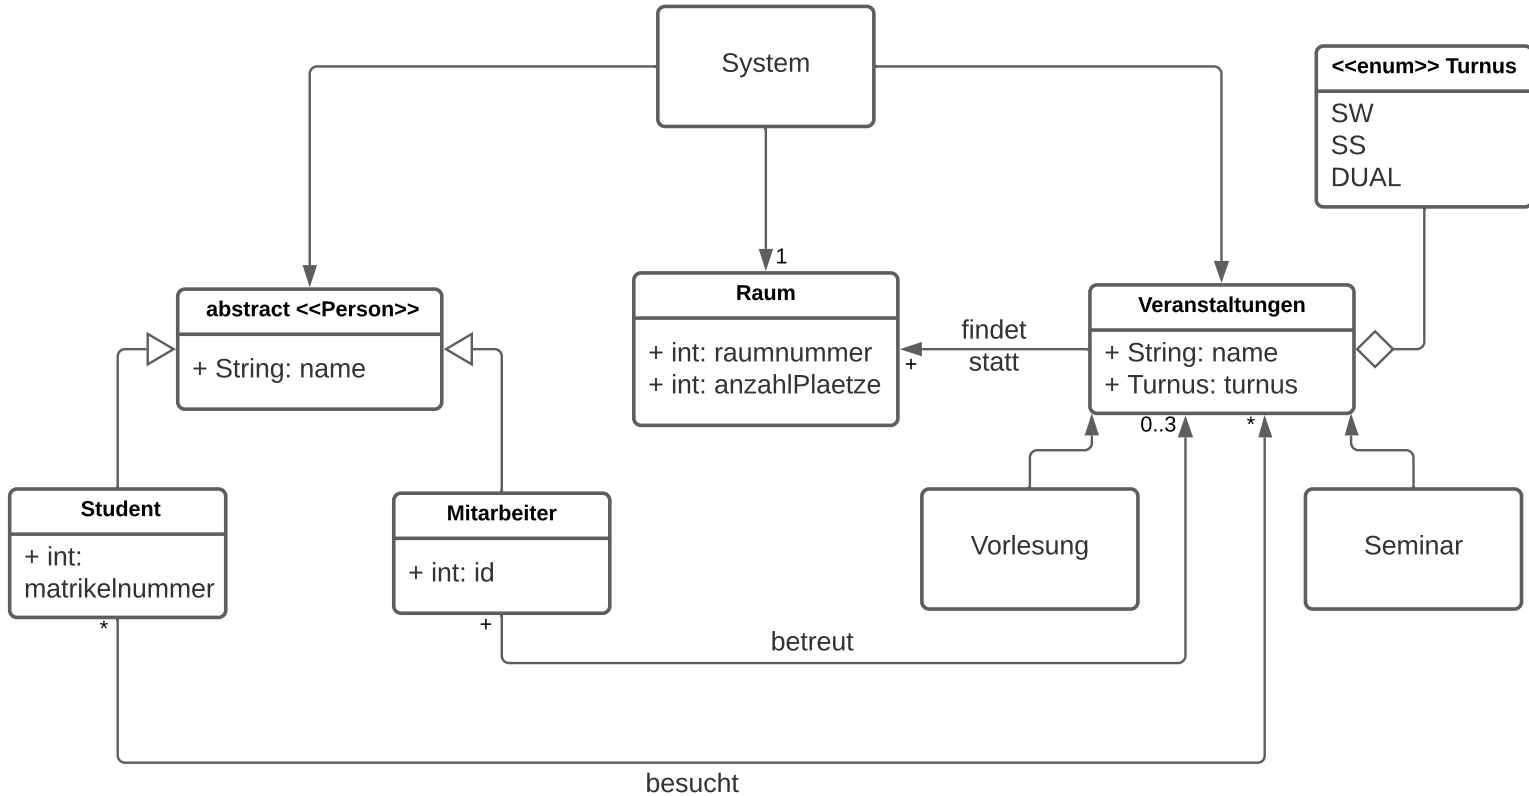 System
<<enum>> Turnus
SW
SS
DUAL
1
abstract <<Person>>
+ String: name
Raum
+ int: raumnummer
+ int: anzahlPlaetze
findet
statt
+
Veranstaltungen
+ String: name
+ Turnus: turnus
0..3
*
Student
+ int:
matrikelnummer
*
Mitarbeiter
+ int: id
+
Vorlesung
Seminar
betreut
besucht